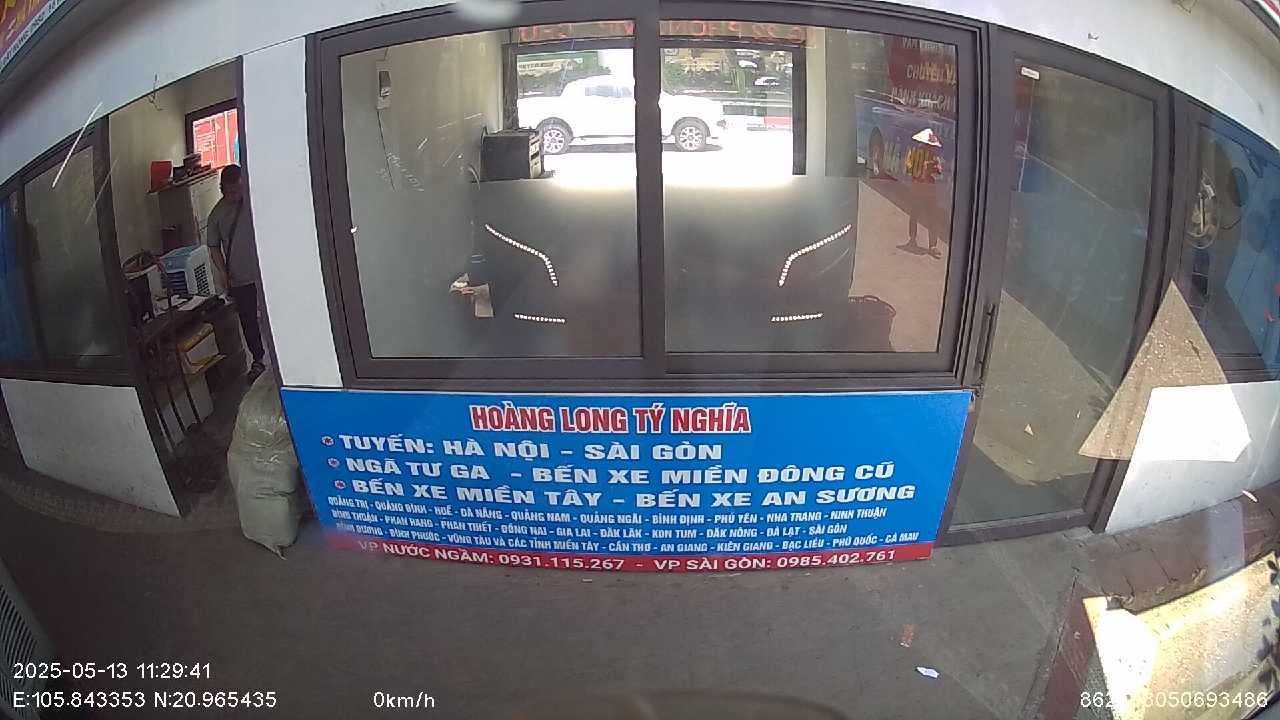 HOÀNG LONG TÝ NGHĨA
TUYẾN: HÀ NỘI - SÀI GÒN
NGÃ TƯ GA - BẾN XE MIỀN ĐÔNG CŨ
BẾN XE MIỀN TÂY - BẾN XE AN SƯƠNG
QUẢNG TRỊ - QUẢNG BÌNH - HUẾ - ĐÀ NẴNG - QUẢNG NAM - QUẢNG NGÃI - BÌNH ĐỊNH - PHÚ YÊN - NHA TRANG - NINH THUẬN
BÌNH THUẬN - PHAN RANG - PHAN THIẾT - ĐỒNG NAI - GIA LAI - ĐĂK LĂK - KON TUM - ĐĂK NÔNG - ĐÀ LẠT - SÀI GÒN
BÌNH DƯƠNG - BÌNH PHƯỚC - VŨNG TÀU VÀ CÁC TỈNH MIỀN TÂY - CẦN THƠ - AN GIANG - KIÊN GIANG - BẠC LIÊU - PHÚ QUỐC - CÀ MAU
VP NƯỚC NGẦM: 0931.115.267 - VP SÀI GÒN: 0985.402.761
2025-05-13 11:29:41
E:105.843353 N:20.965435 0km/h